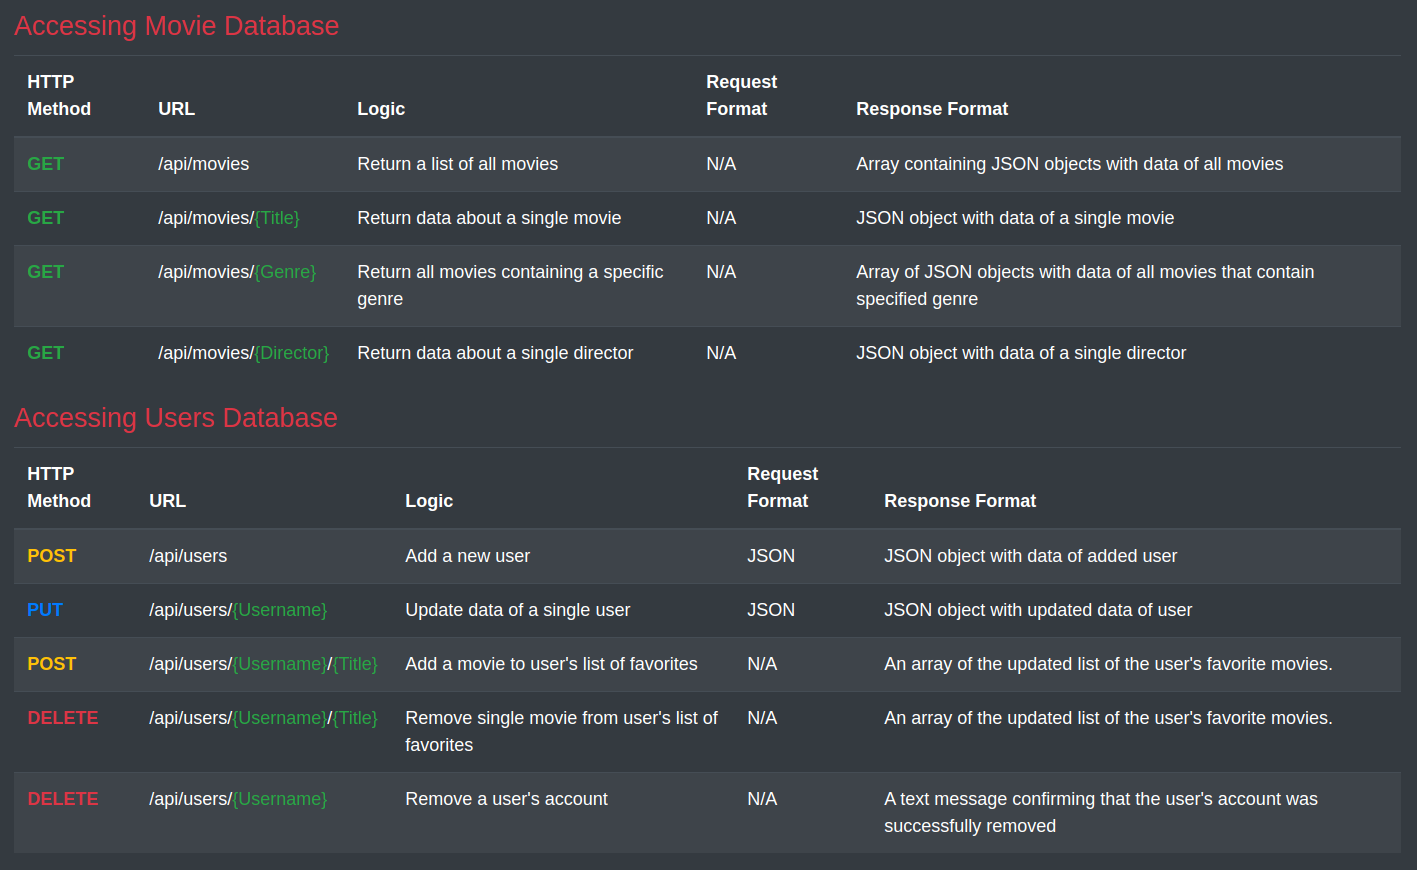 Accessing Movie Database
HTTP Method URL Logic Request Format Response Format
GET /api/movies Return a list of all movies N/A Array containing JSON objects with data of all movies
GET /api/movies/{Title} Return data about a single movie N/A JSON object with data of a single movie
GET /api/movies/{Genre} Return all movies containing a specific genre N/A Array of JSON objects with data of all movies that contain specified genre
GET /api/movies/{Director} Return data about a single director N/A JSON object with data of a single director
Accessing Users Database
HTTP Method URL Logic Request Format Response Format
POST /api/users Add a new user JSON JSON object with data of added user
PUT /api/users/{Username} Update data of a single user JSON JSON object with updated data of user
POST /api/users/{Username}/{Title} Add a movie to user's list of favorites N/A An array of the updated list of the user's favorite movies.
DELETE /api/users/{Username}/{Title} Remove single movie from user's list of favorites N/A An array of the updated list of the user's favorite movies.
DELETE /api/users/{Username} Remove a user's account N/A A text message confirming that the user's account was successfully removed